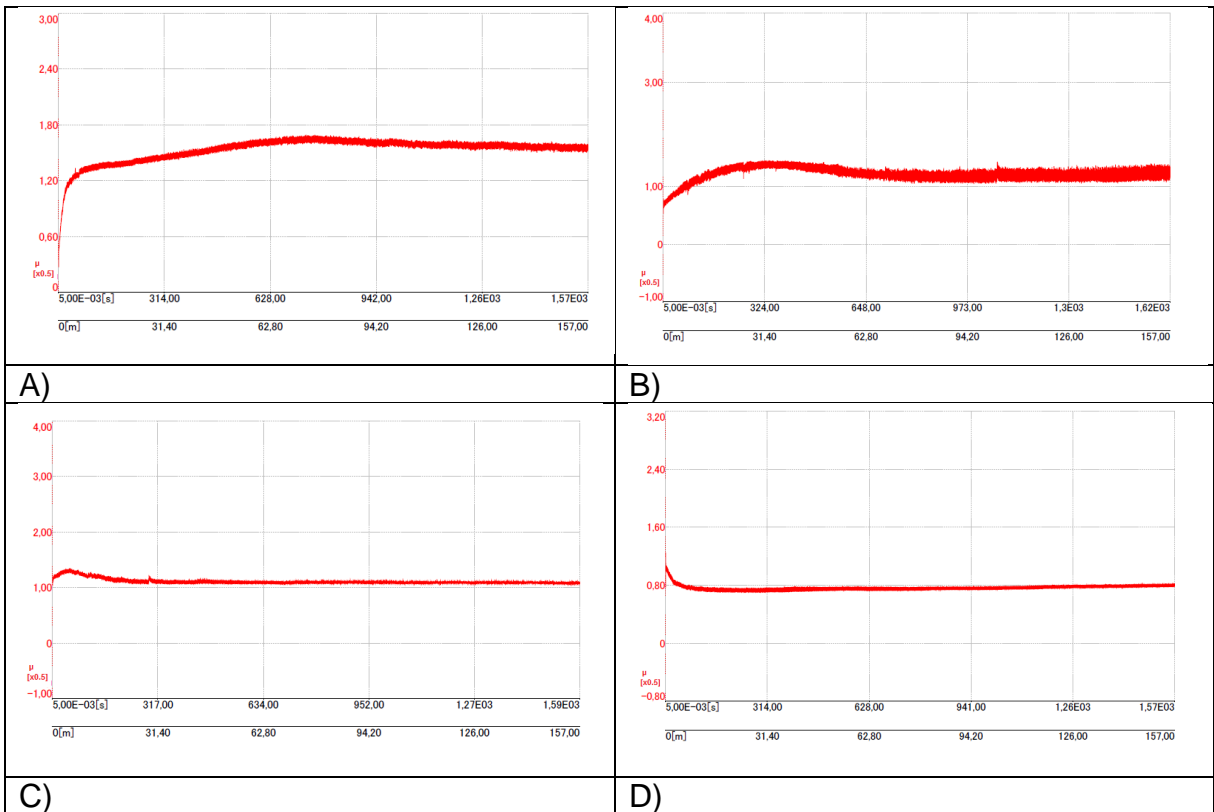 3,00
2,40
1,80
1,20
0,60
μ
[x0.5]
0
5,00E-03[s] 314,00 628,00 942,00 1,26E03 1,57E03
0[m] 31,40 62,80 94,20 126,00 157,00
A)
4,00
3,00
1,00
0
μ
[x0.5]
-1,00
5,00E-03[s] 324,00 648,00 973,00 1,3E03 1,62E03
0[m] 31,40 62,80 94,20 126,00 157,00
B)
4,00
3,00
2,00
1,00
0
μ
[x0.5]
-1,00
5,00E-03[s] 317,00 634,00 952,00 1,27E03 1,59E03
0[m] 31,40 62,80 94,20 126,00 157,00
C)
3,20
2,40
1,60
0,80
0
μ
[x0.5]
-0,80
5,00E-03[s] 314,00 628,00 941,00 1,26E03 1,57E03
0[m] 31,40 62,80 94,20 126,00 157,00
D)